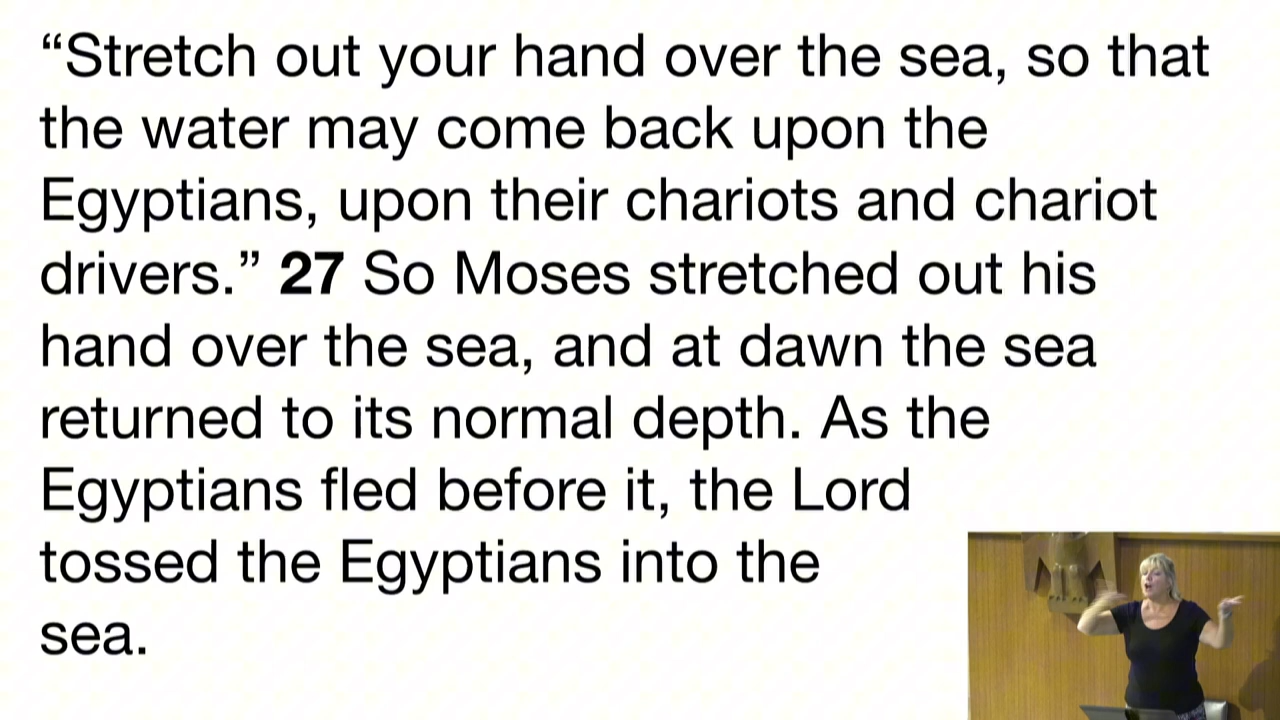 “Stretch out your hand over the sea, so that
the water may come back upon the
Egyptians, upon their chariots and chariot
drivers.” 27 So Moses stretched out his
hand over the sea, and at dawn the sea
returned to its normal depth. As the
Egyptians fled before it, the Lord
tossed the Egyptians into the
sea.